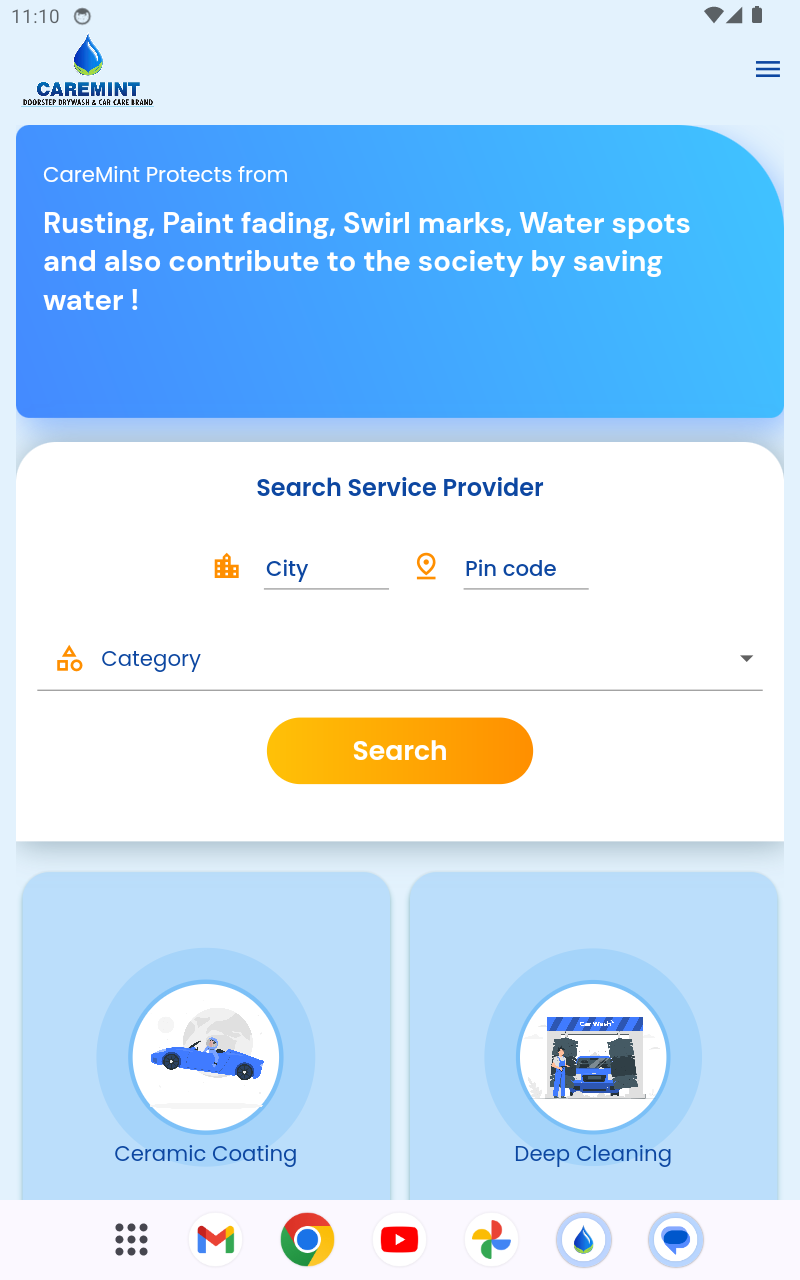 11:10
CAREMINT
DOORSTEP DRYWASH & CAR CARE BRAND
CareMint Protects from
Rusting, Paint fading, Swirl marks, Water spots
and also contribute to the society by saving
water !
Search Service Provider
City
Pin code
Category
Search
Car Wash
Ceramic Coating
Deep Cleaning